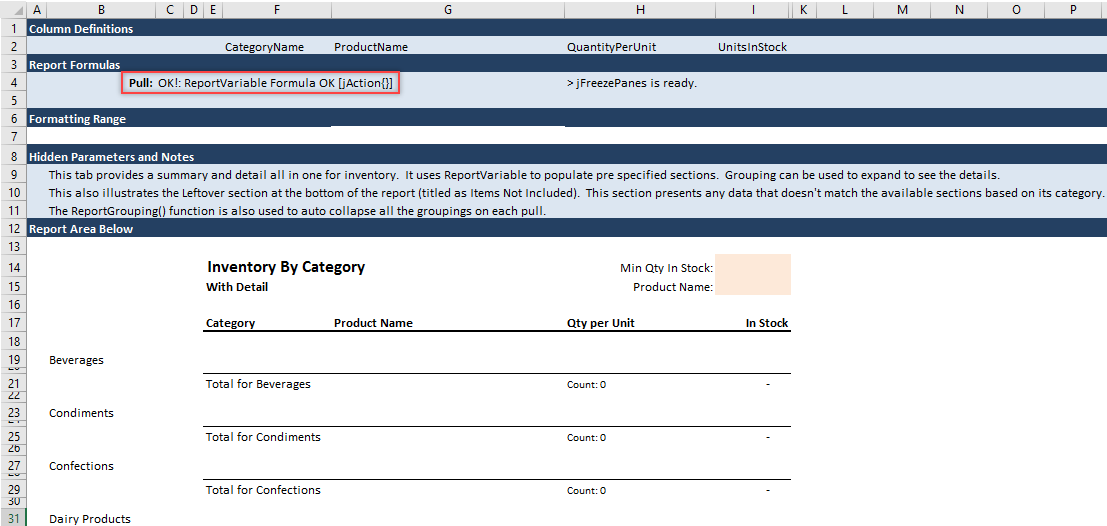 A B C D E F G H I K L M N O P
1 Column Definitions
2 CategoryName ProductName QuantityPerUnit UnitsInStock
3 Report Formulas
4 Pull: OK!: ReportVariable Formula OK [jAction{}] > jFreezePanes is ready.
5
6 Formatting Range
7
8 Hidden Parameters and Notes
9 This tab provides a summary and detail all in one for inventory. It uses ReportVariable to populate pre specified sections. Grouping can be used to expand to see the details.
10 This also illustrates the Leftover section at the bottom of the report (titled as Items Not Included). This section presents any data that doesn't match the available sections based on its category.
11 The ReportGrouping() function is also used to auto collapse all the groupings on each pull.
12 Report Area Below
13
14 Inventory By Category Min Qty In Stock:
15 With Detail Product Name:
16
17 Category Product Name Qty per Unit In Stock
18
19 Beverages
21 Total for Beverages Count: 0 -
22
23 Condiments
25 Total for Condiments Count: 0 -
26
27 Confections
29 Total for Confections Count: 0 -
30
31 Dairy Products